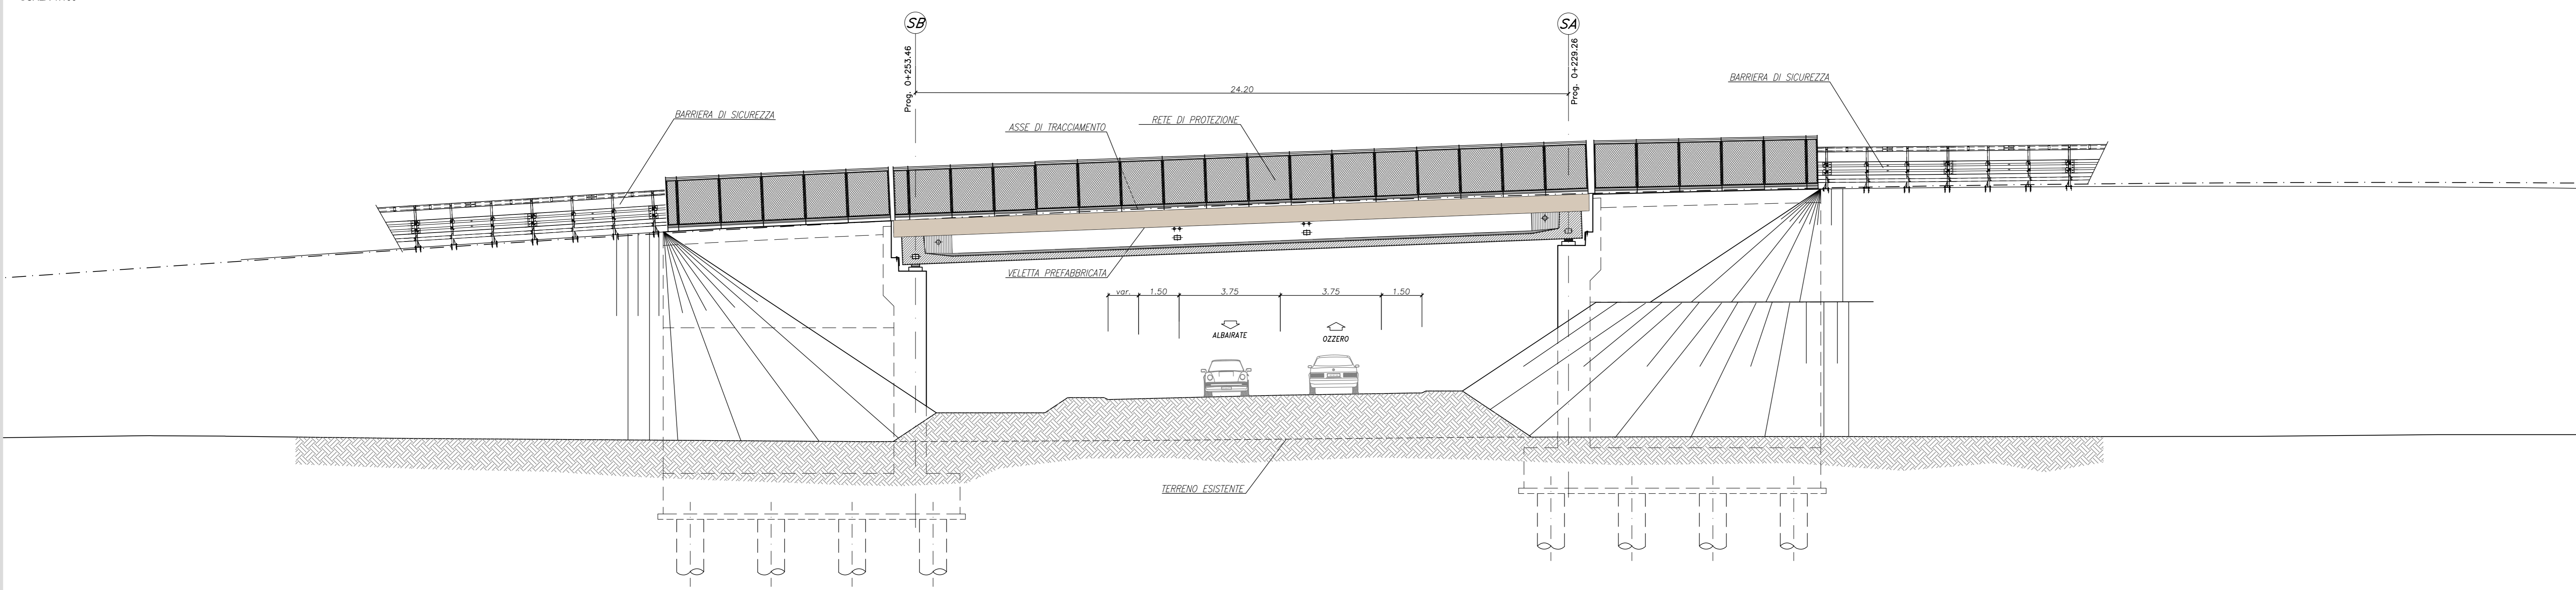 SB
SA
Prog. 0+253.46
Prog. 0+229.26
24.20
BARRIERA DI SICUREZZA
BARRIERA DI SICUREZZA
ASSE DI TRACCIAMENTO
RETE DI PROTEZIONE
VELETTA PREFABBRICATA
var.
1.50
3.75
3.75
1.50
ALBAIRATE
OZZERO
TERRENO ESISTENTE